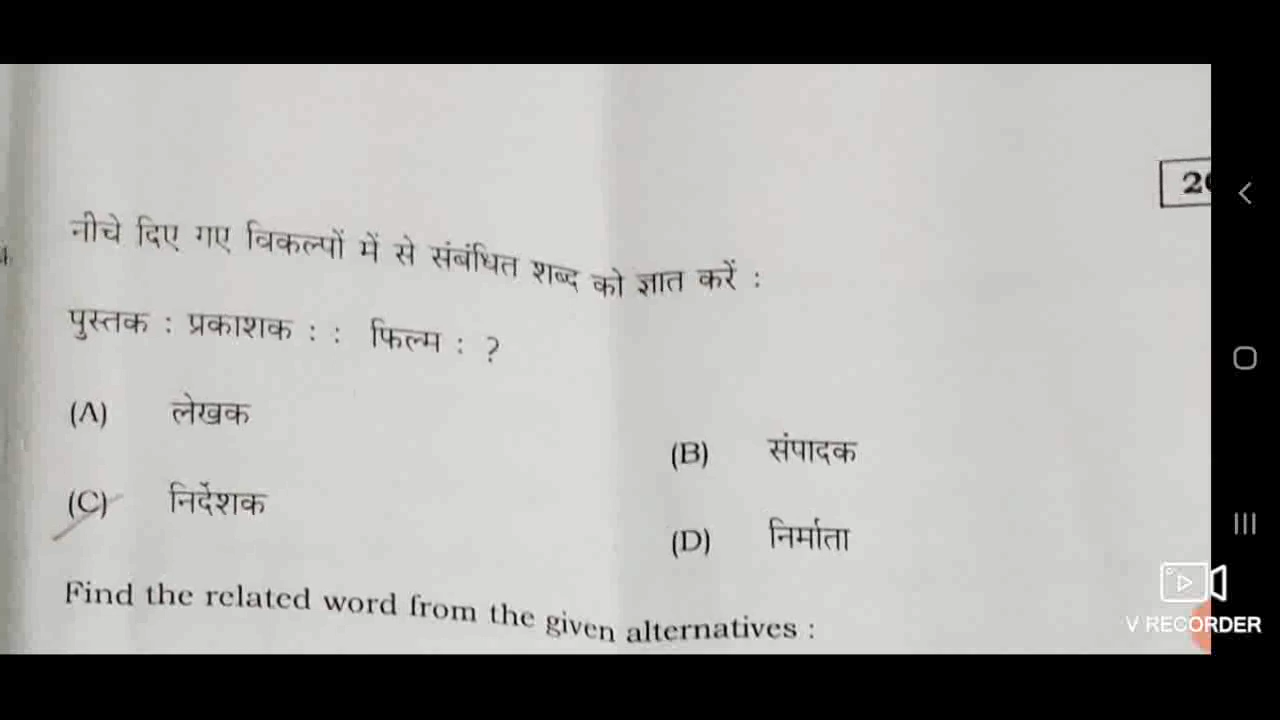 नीचे दिए गए विकल्पों में से संबंधित शब्द को ज्ञात करें :
पुस्तक : प्रकाशक : : फिल्म : ?
(A) लेखक
(B) संपादक
(C) निर्देशक
(D) निर्माता
Find the related word from the given alternatives :
V RECORDER